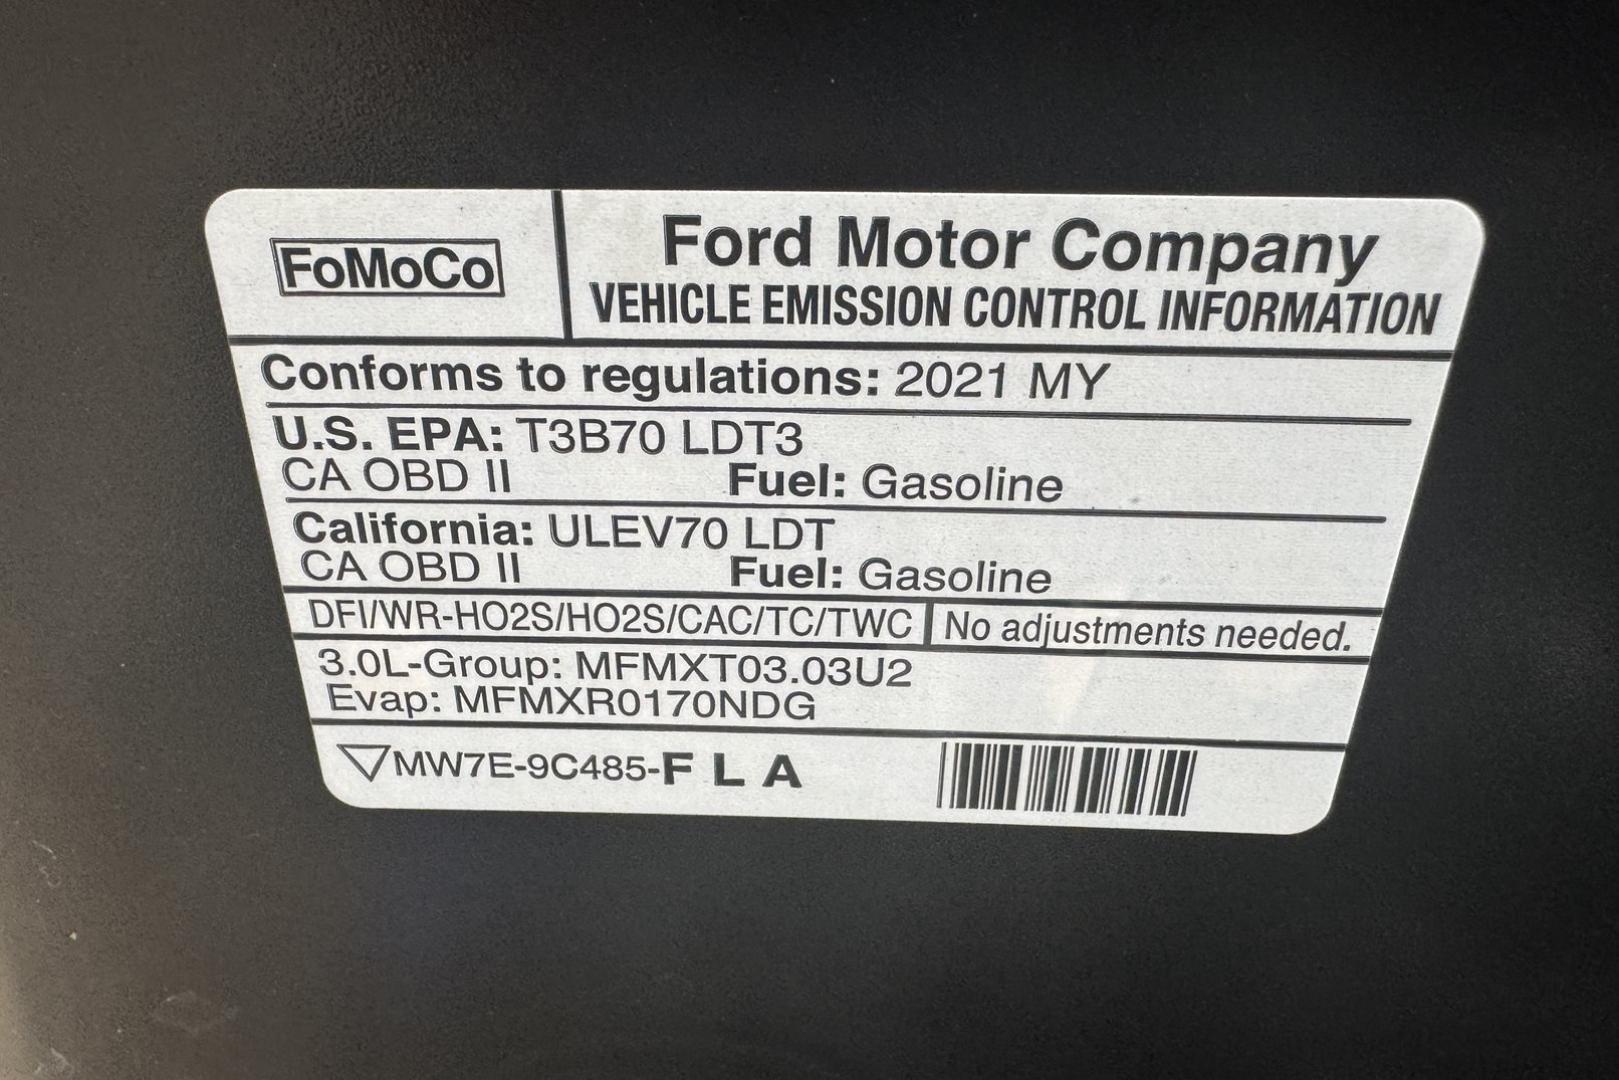 FoMoCo
Ford Motor Company
VEHICLE EMISSION CONTROL INFORMATION
Conforms to regulations: 2021 MY
U.S. EPA: T3B70 LDT3
CA OBD II Fuel: Gasoline
California: ULEV70 LDT
CA OBD II Fuel: Gasoline
DFI/WR-HO2S/HO2S/CAC/TC/TWC No adjustments needed.
3.0L-Group: MFMXT03.03U2
Evap: MFMXR0170NDG
MW7E-9C485-F L A